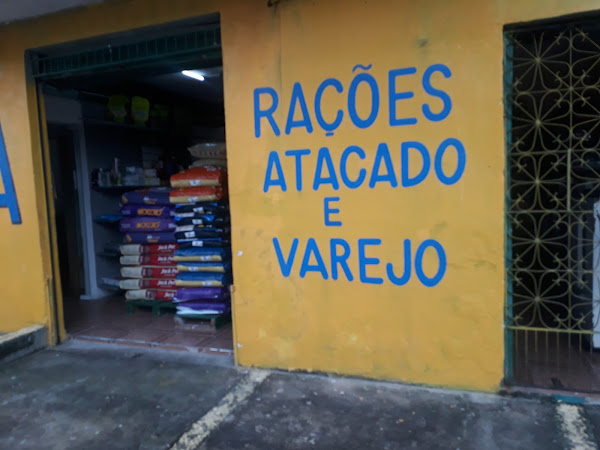 RAÇÕES
ATACADO
E
VAREJO
A